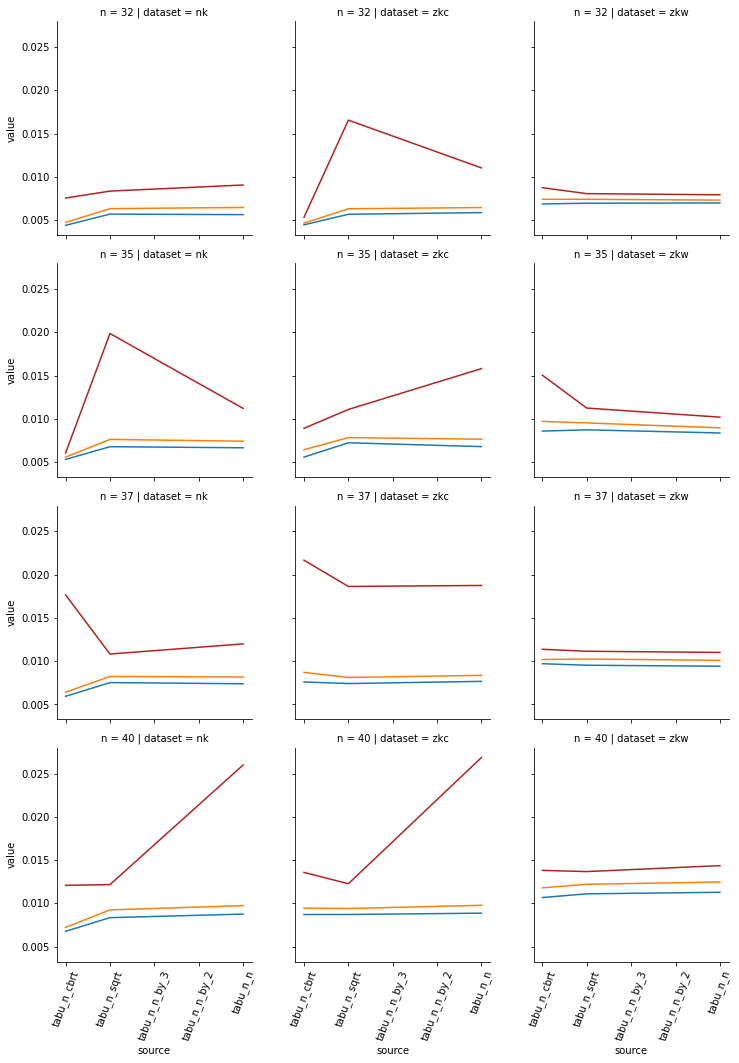 n = 32 | dataset = nk
n = 32 | dataset = zkc
n = 32 | dataset = zkw
0.025
0.020
0.015
0.010
0.005
value
n = 35 | dataset = nk
n = 35 | dataset = zkc
n = 35 | dataset = zkw
0.025
0.020
0.015
0.010
0.005
value
n = 37 | dataset = nk
n = 37 | dataset = zkc
n = 37 | dataset = zkw
0.025
0.020
0.015
0.010
0.005
value
n = 40 | dataset = nk
n = 40 | dataset = zkc
n = 40 | dataset = zkw
0.025
0.020
0.015
0.010
0.005
value
tabu_n_cbrt
tabu_n_sqrt
tabu_n_n_by_3
tabu_n_n_by_2
tabu_n_n
source
tabu_n_cbrt
tabu_n_sqrt
tabu_n_n_by_3
tabu_n_n_by_2
tabu_n_n
source
tabu_n_cbrt
tabu_n_sqrt
tabu_n_n_by_3
tabu_n_n_by_2
tabu_n_n
source